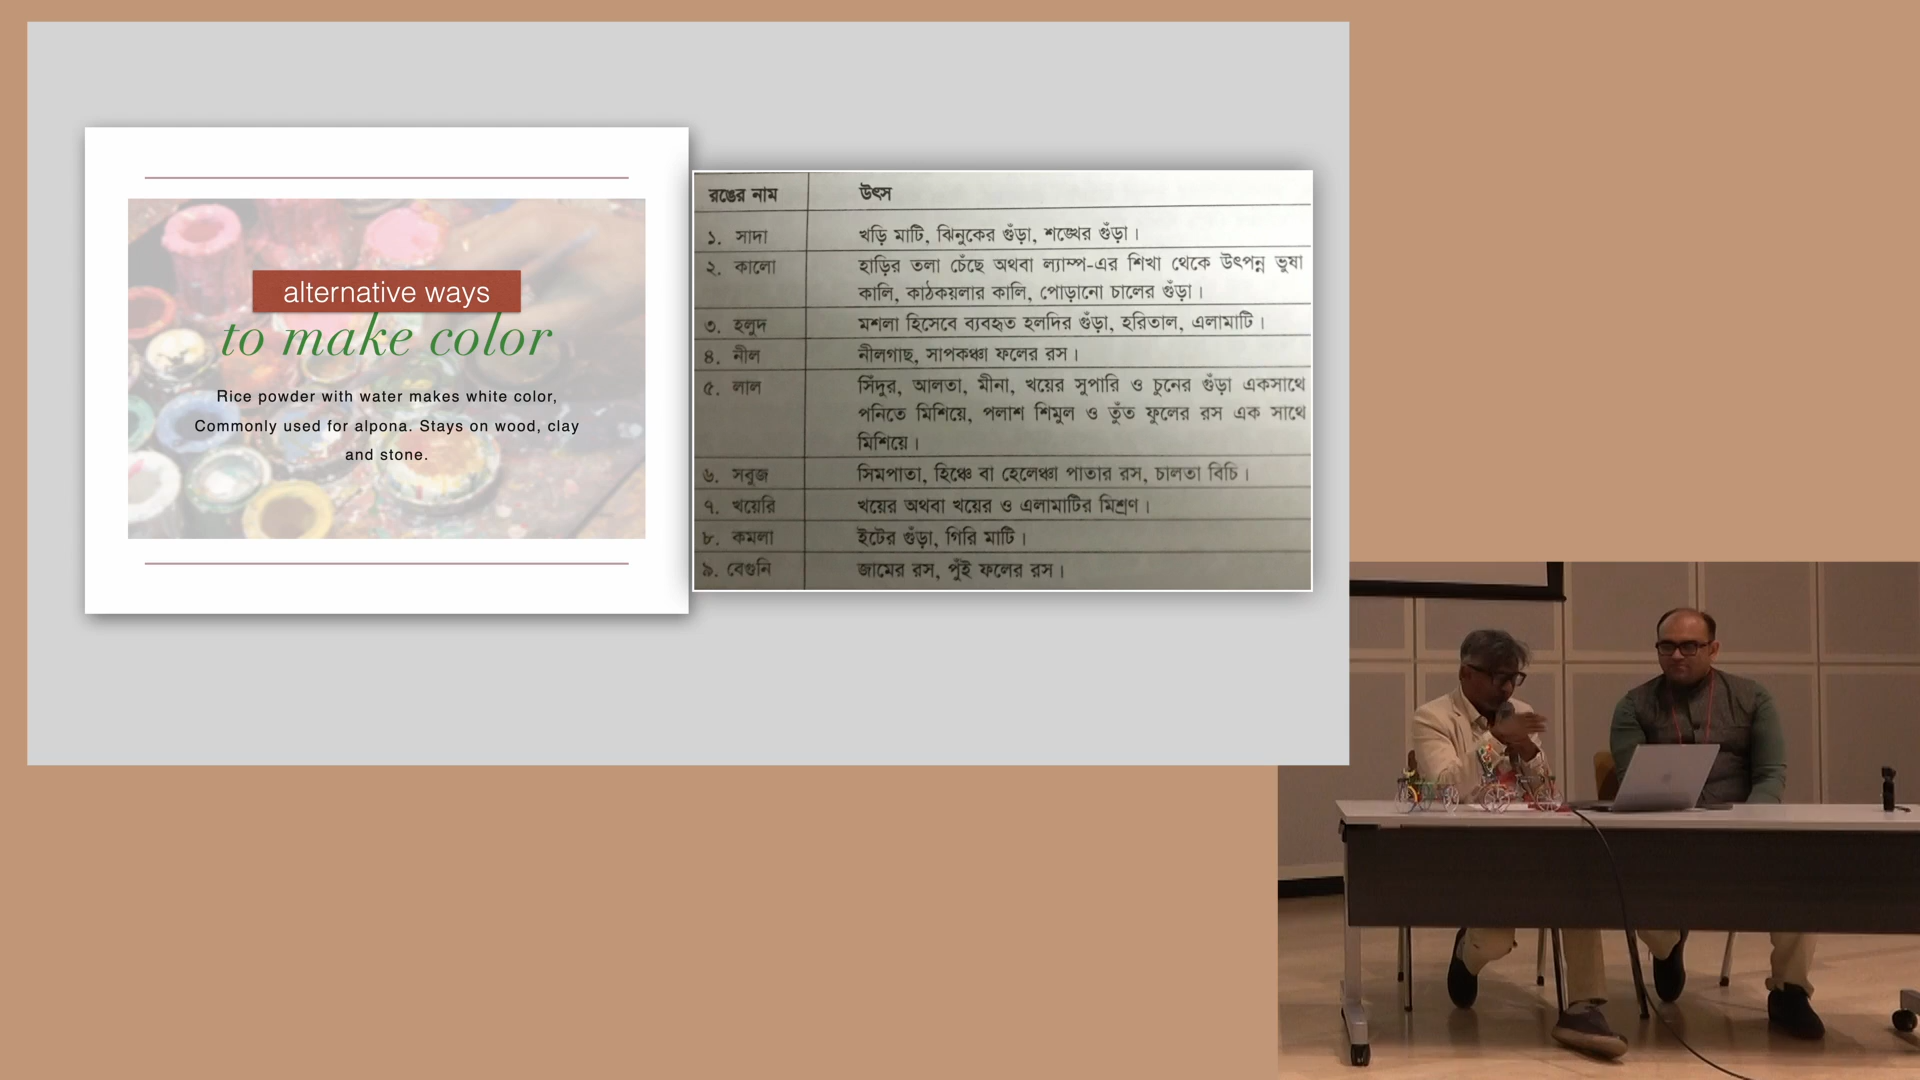 alternative ways
to make color
Rice powder with water makes white color,
Commonly used for alpona. Stays on wood, clay
and stone.
রঙের নাম উৎস
১. সাদা খড়ি মাটি, ঝিনুকের গুঁড়া, শঙ্খের গুঁড়া।
২. কালো হাড়ির তলা চেঁছে অথবা ল্যাম্প-এর শিখা থেকে উৎপন্ন ভুষা
কালি, কাঠকয়লার কালি, পোড়ানো চালের গুঁড়া।
৩. হলুদ মশলা হিসেবে ব্যবহৃত হলদির গুঁড়া, হরিতাল, এলামাটি।
৪. নীল নীলগাছ, সাপকঞ্চা ফলের রস।
৫. লাল সিঁদুর, আলতা, মীনা, খয়ের সুপারি ও চুনের গুঁড়া একসাথে
পনিতে মিশিয়ে, পলাশ শিমুল ও তুঁত ফুলের রস এক সাথে
মিশিয়ে।
৬. সবুজ সিমপাতা, হিঞ্চে বা হেলেঞ্চা পাতার রস, চালতা বিচি।
৭. খয়েরি খয়ের অথবা খয়ের ও এলামাটির মিশ্রণ।
৮. কমলা ইটের গুঁড়া, গিরি মাটি।
৯. বেগুনি জামের রস, পুঁই ফলের রস।